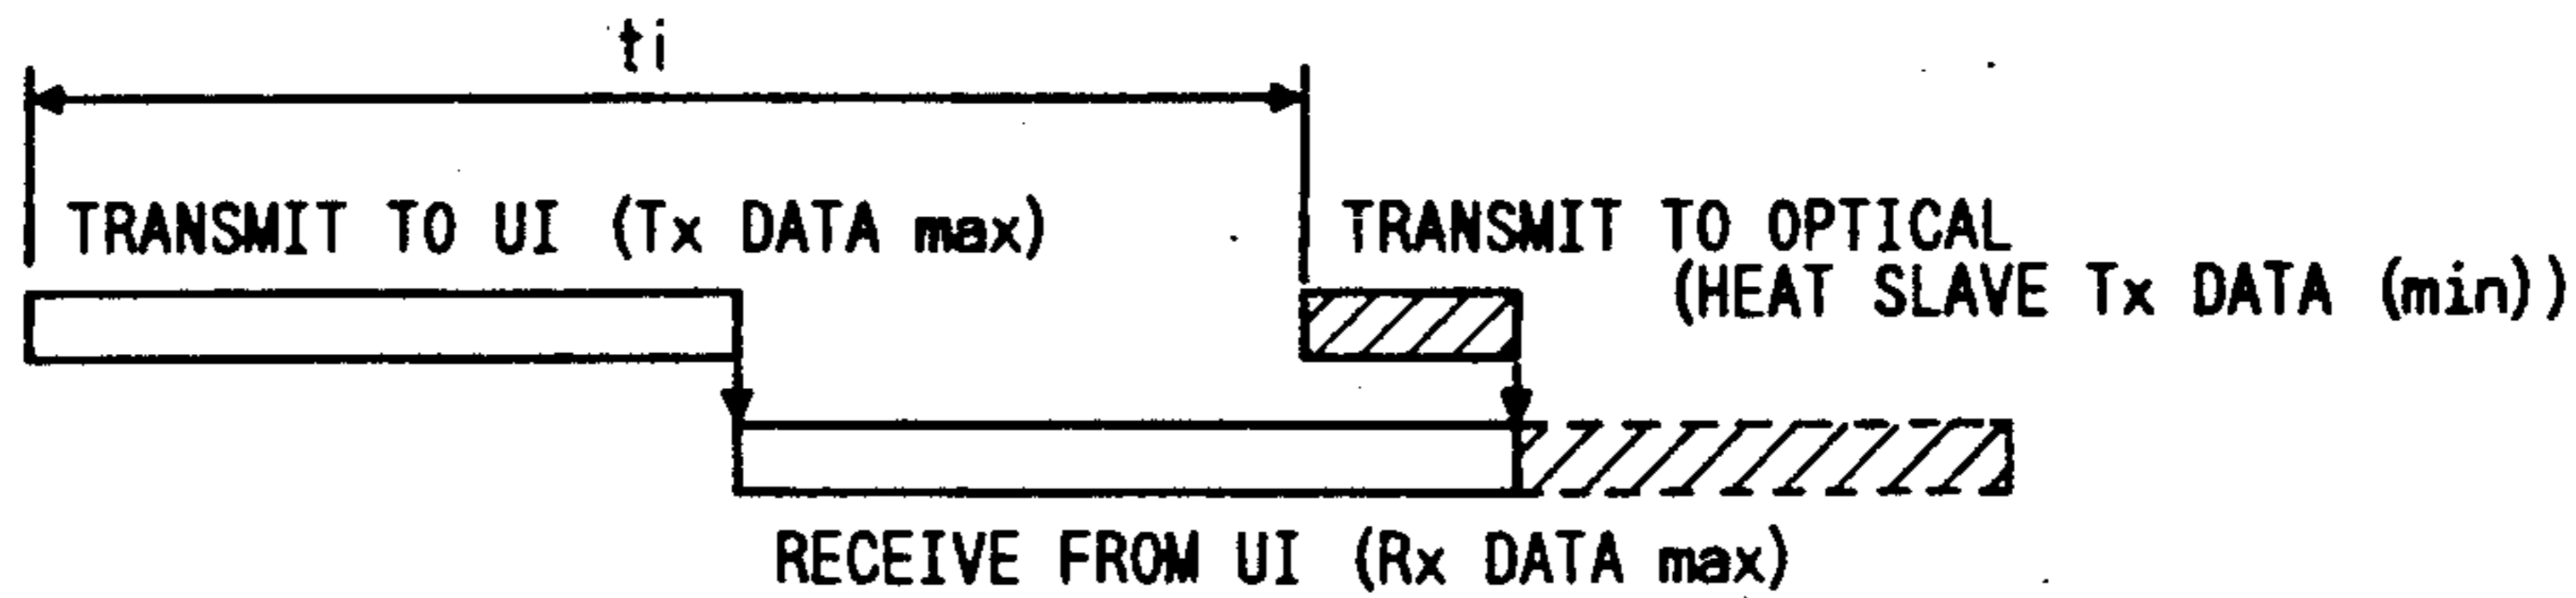 ti
TRANSMIT TO UI (Tx DATA max)
TRANSMIT TO OPTICAL
(HEAT SLAVE Tx DATA (min))
RECEIVE FROM UI (Rx DATA max)